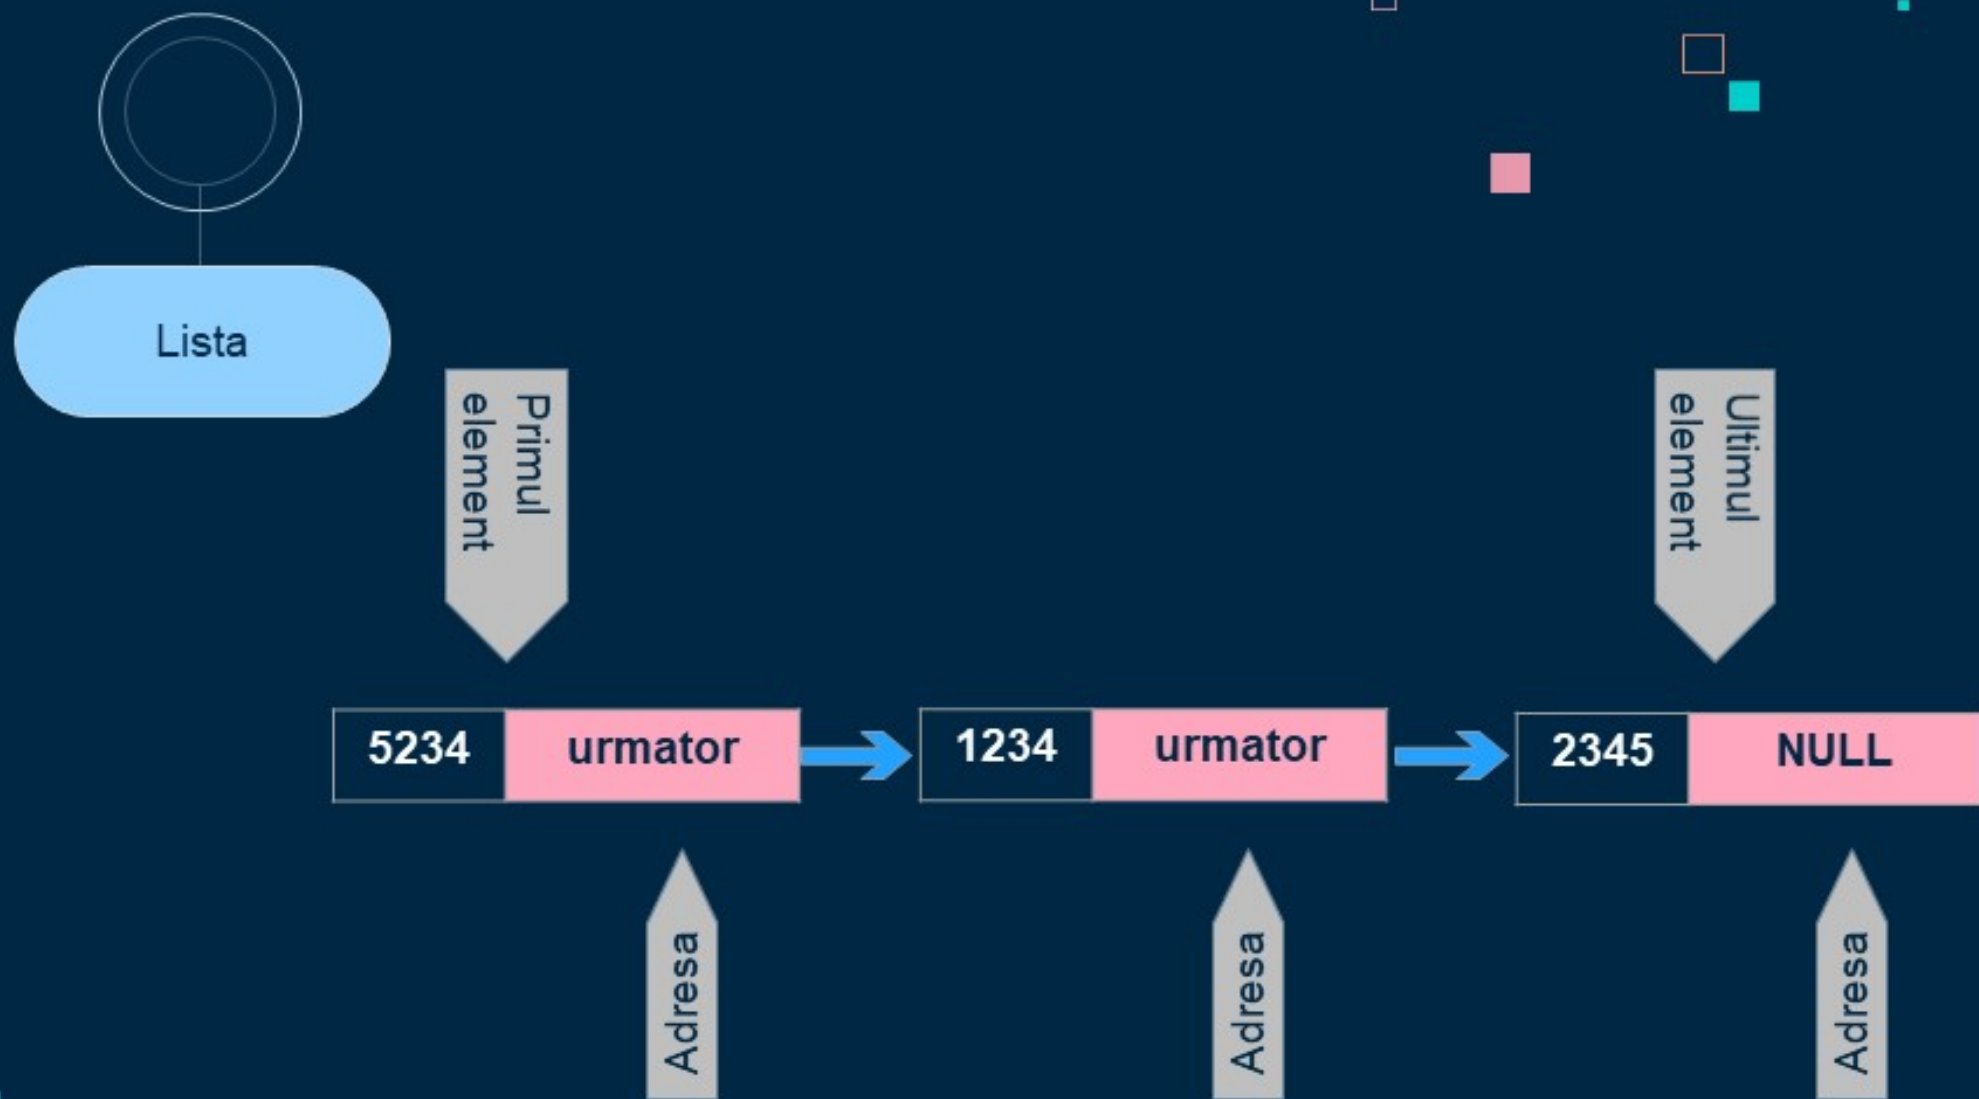 Lista
Primul
element
Ultimul
element
5234 urmator
1234 urmator
2345 NULL
Adresa
Adresa
Adresa